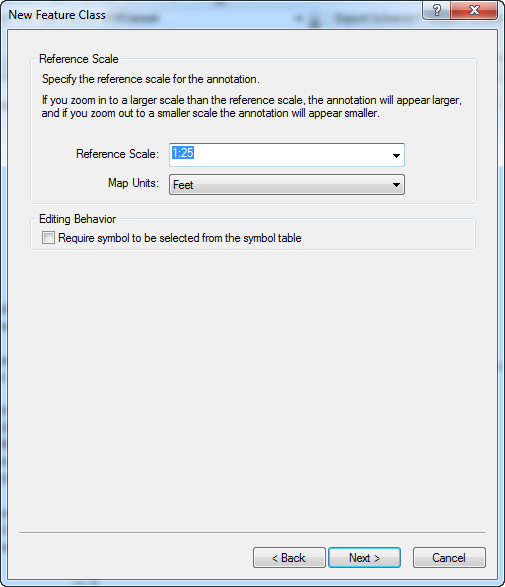 New Feature Class
Reference Scale
Specify the reference scale for the annotation.
If you zoom in to a larger scale than the reference scale, the annotation will appear larger,
and if you zoom out to a smaller scale the annotation will appear smaller.
Reference Scale: 1:25
Map Units: Feet
Editing Behavior
Require symbol to be selected from the symbol table
< Back Next > Cancel